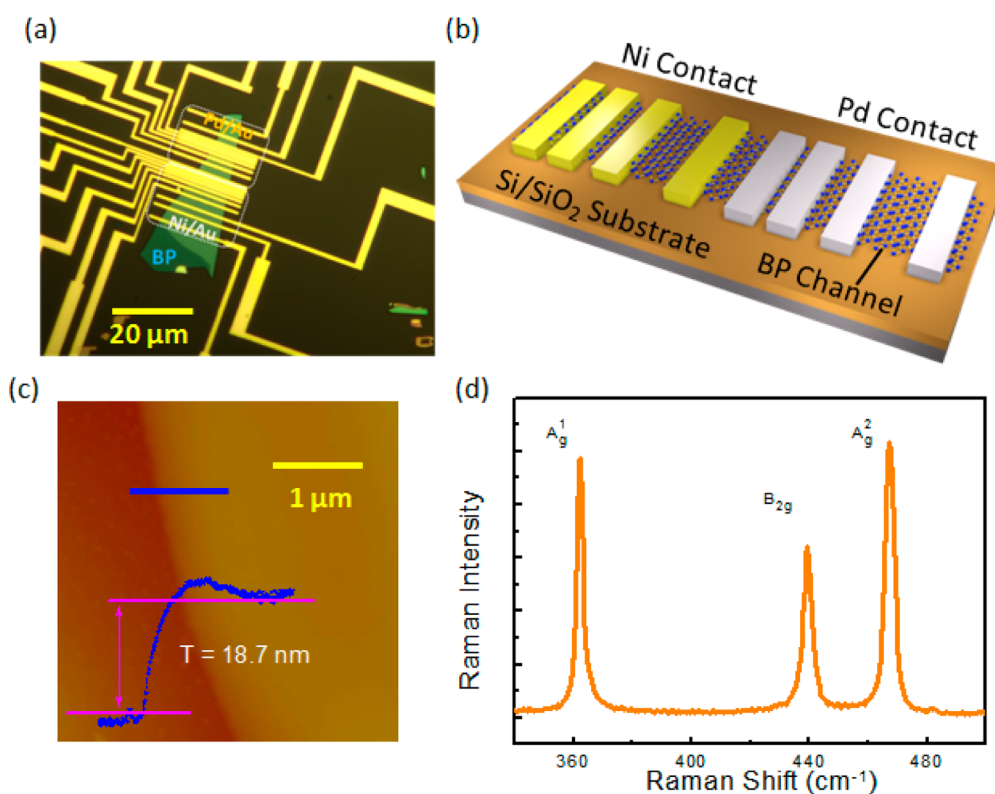 (a)
Pd/Au
Ni/Au
BP
20 µm
(b)
Ni Contact
Pd Contact
Si/SiO₂ Substrate
BP Channel
(c)
1 µm
T = 18.7 nm
(d)
A¹g
B₂g
A²g
Raman Intensity
360 400 440 480
Raman Shift (cm⁻¹)